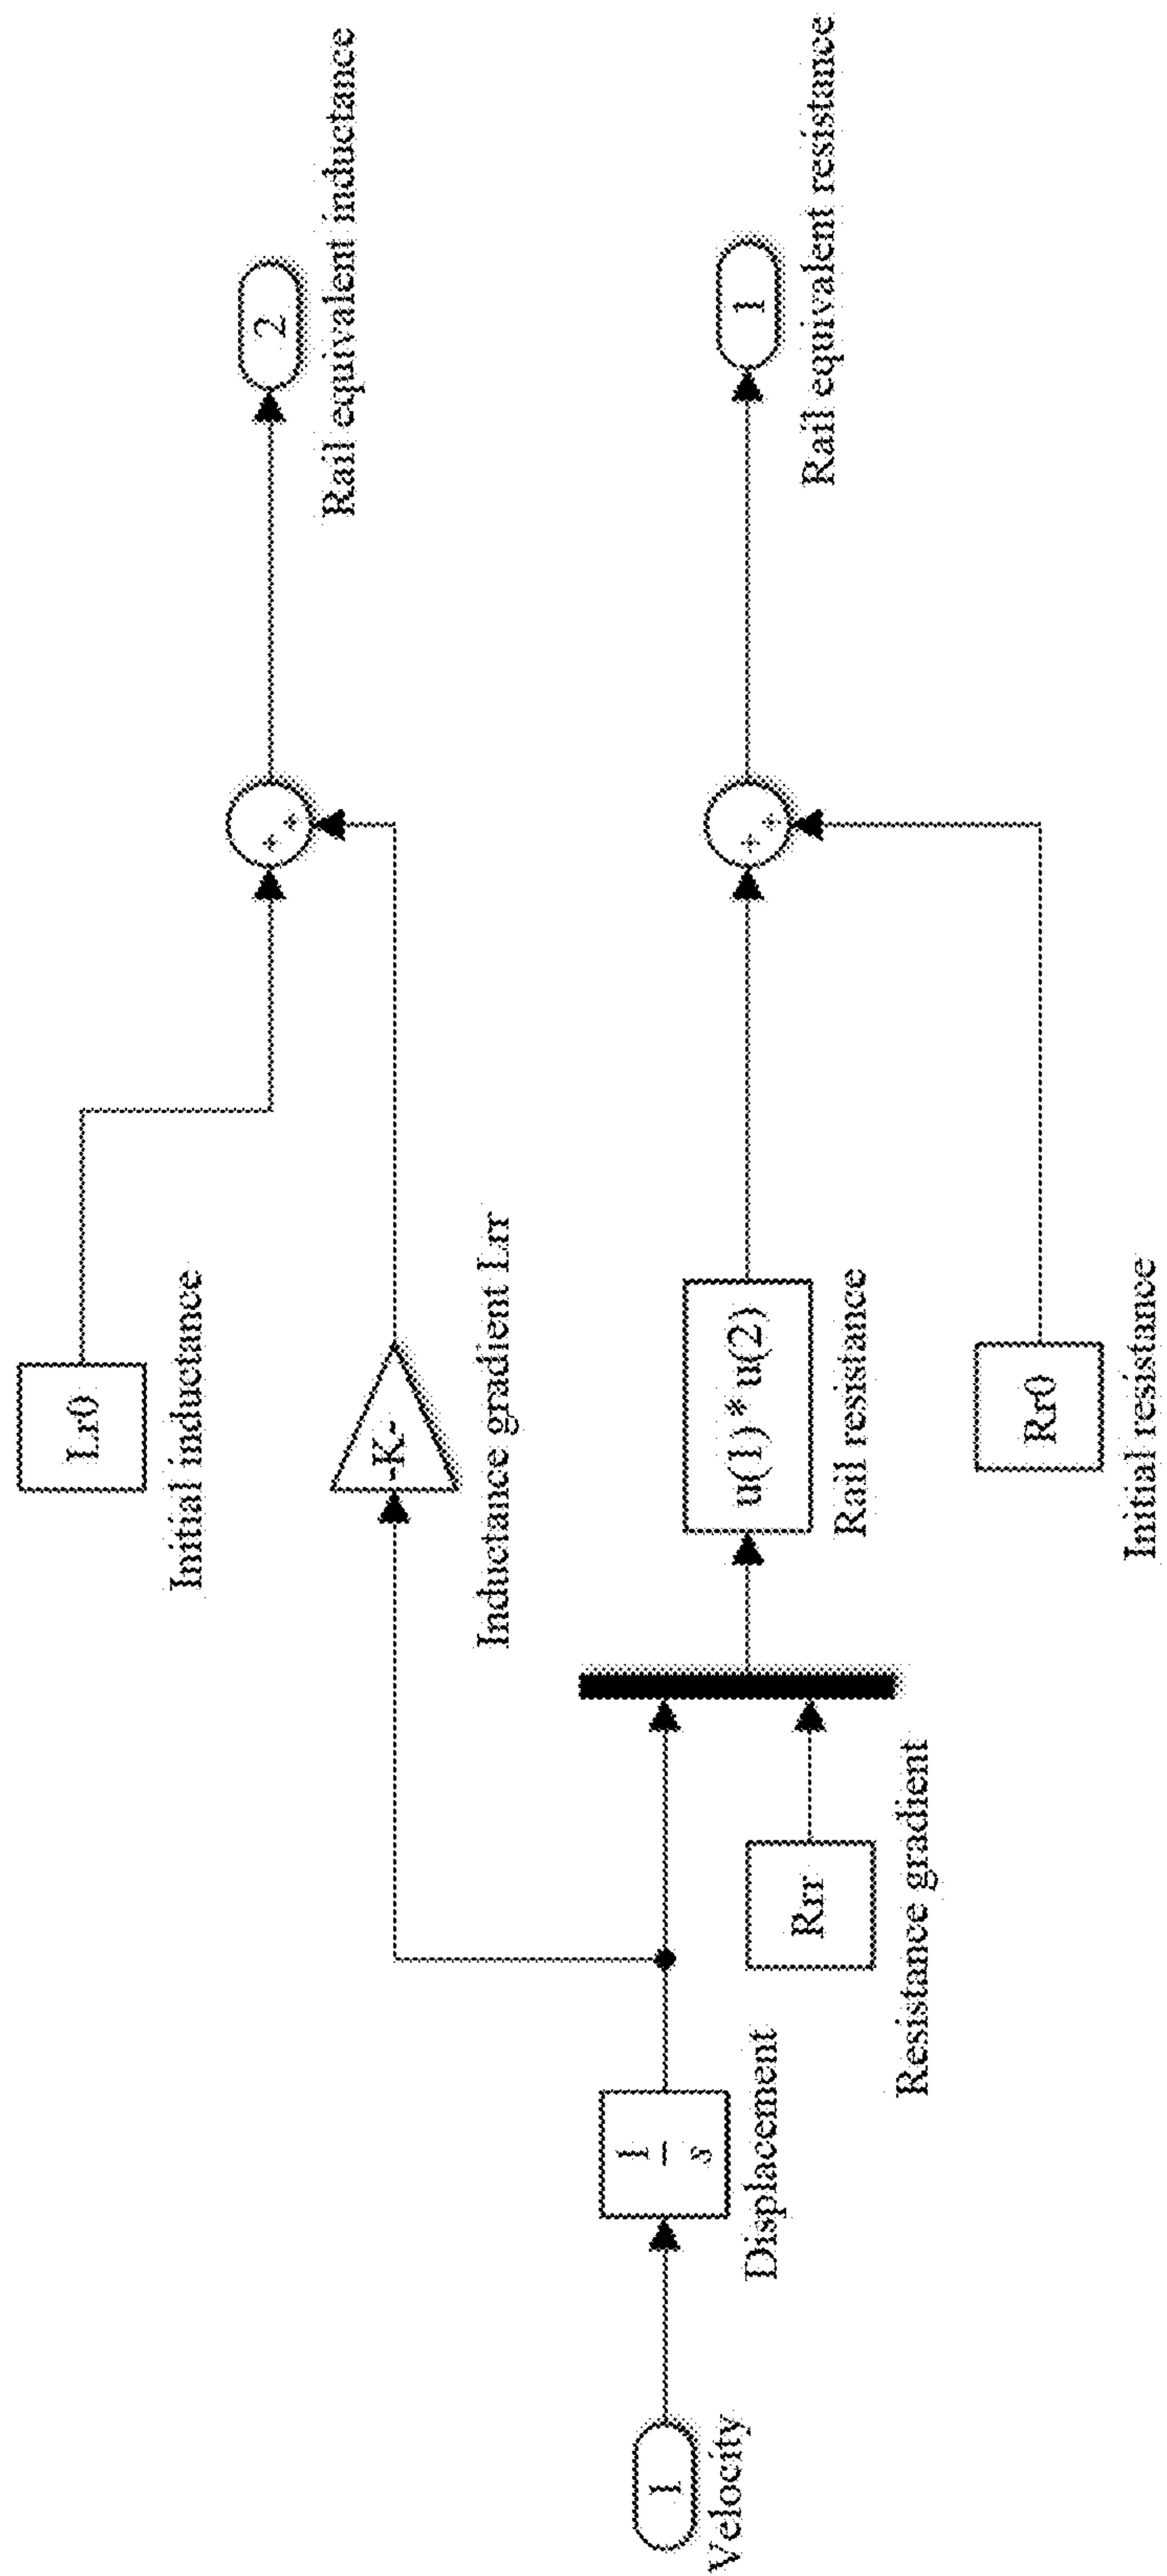 Lr0
Initial inductance
2
Rail equivalent inductance
-K-
Inductance gradient Lrr
1
Velocity
1
s
Displacement
Rrr
Resistance gradient
u(1) * u(2)
Rail resistance
1
Rail equivalent resistance
Rr0
Initial resistance
+
+
+
+